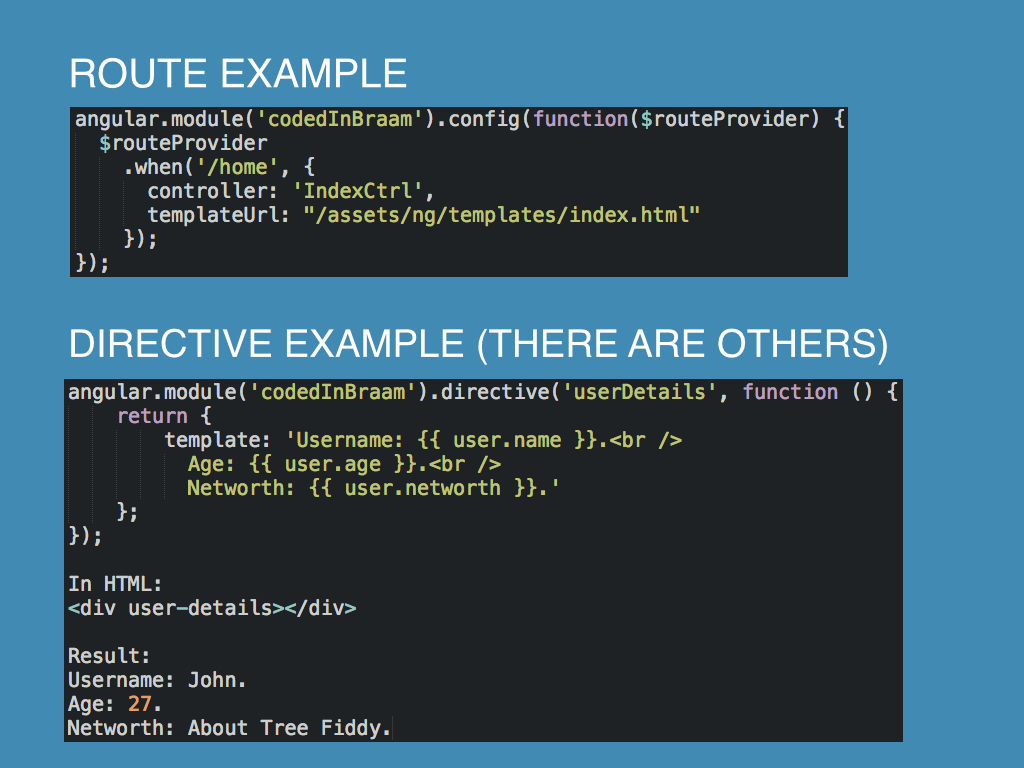 ROUTE EXAMPLE
angular.module('codedInBraam').config(function($routeProvider) {
$routeProvider
.when('/home', {
controller: 'IndexCtrl',
templateUrl: "/assets/ng/templates/index.html"
});
});
DIRECTIVE EXAMPLE (THERE ARE OTHERS)
angular.module('codedInBraam').directive('userDetails', function () {
return {
template: 'Username: {{ user.name }}.<br />
Age: {{ user.age }}.<br />
Networth: {{ user.networth }}.'
};
});
In HTML:
<div user-details></div>
Result:
Username: John.
Age: 27.
Networth: About Tree Fiddy.